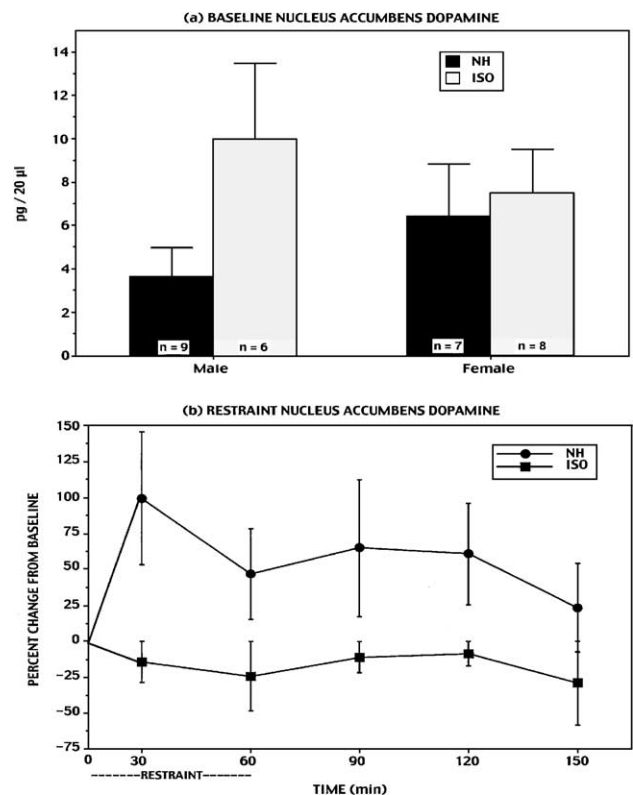 (a) BASELINE NUCLEUS ACCUMBENS DOPAMINE
NH
ISO
14
12
10
8
6
4
2
0
pg / 20 µl
n = 9
n = 6
n = 7
n = 8
Male
Female
(b) RESTRAINT NUCLEUS ACCUMBENS DOPAMINE
NH
ISO
150
125
100
75
50
25
0
−25
−50
−75
PERCENT CHANGE FROM BASELINE
0
30
60
90
120
150
-------RESTRAINT-------
TIME (min)